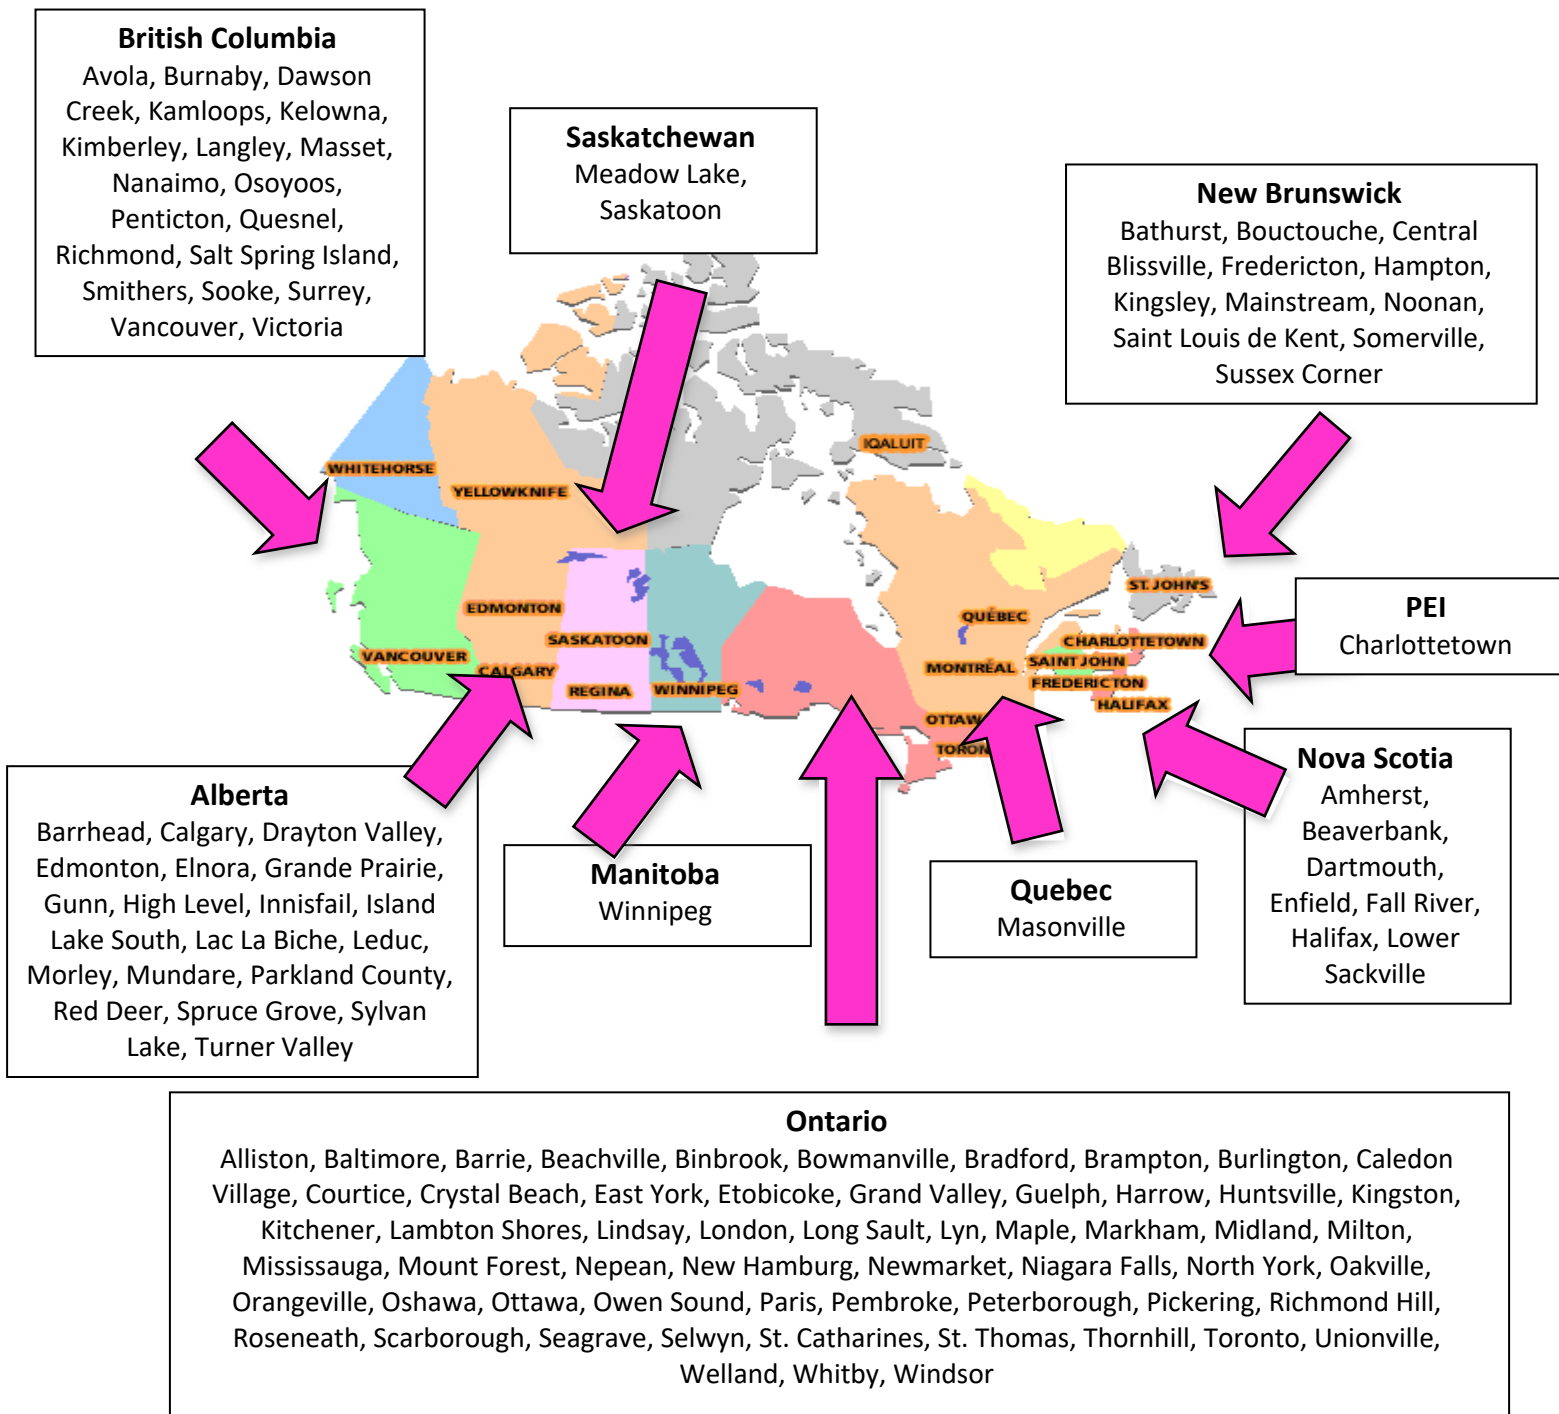 British Columbia
Avola, Burnaby, Dawson
Creek, Kamloops, Kelowna,
Kimberley, Langley, Masset,
Nanaimo, Osoyoos,
Penticton, Quesnel,
Richmond, Salt Spring Island,
Smithers, Sooke, Surrey,
Vancouver, Victoria
Saskatchewan
Meadow Lake,
Saskatoon
New Brunswick
Bathurst, Bouctouche, Central
Blissville, Fredericton, Hampton,
Kingsley, Mainstream, Noonan,
Saint Louis de Kent, Somerville,
Sussex Corner
IQALUIT
WHITEHORSE
YELLOWKNIFE
ST. JOHN'S
EDMONTON
QUÉBEC
SASKATOON
CHARLOTTETOWN
VANCOUVER
CALGARY
MONTRÉAL
SAINT JOHN
REGINA
WINNIPEG
FREDERICTON
HALIFAX
OTTAW
TORON
PEI
Charlottetown
Nova Scotia
Amherst,
Beaverbank,
Dartmouth,
Enfield, Fall River,
Halifax, Lower
Sackville
Alberta
Barrhead, Calgary, Drayton Valley,
Edmonton, Elnora, Grande Prairie,
Gunn, High Level, Innisfail, Island
Lake South, Lac La Biche, Leduc,
Morley, Mundare, Parkland County,
Red Deer, Spruce Grove, Sylvan
Lake, Turner Valley
Manitoba
Winnipeg
Quebec
Masonville
Ontario
Alliston, Baltimore, Barrie, Beachville, Binbrook, Bowmanville, Bradford, Brampton, Burlington, Caledon
Village, Courtice, Crystal Beach, East York, Etobicoke, Grand Valley, Guelph, Harrow, Huntsville, Kingston,
Kitchener, Lambton Shores, Lindsay, London, Long Sault, Lyn, Maple, Markham, Midland, Milton,
Mississauga, Mount Forest, Nepean, New Hamburg, Newmarket, Niagara Falls, North York, Oakville,
Orangeville, Oshawa, Ottawa, Owen Sound, Paris, Pembroke, Peterborough, Pickering, Richmond Hill,
Roseneath, Scarborough, Seagrave, Selwyn, St. Catharines, St. Thomas, Thornhill, Toronto, Unionville,
Welland, Whitby, Windsor